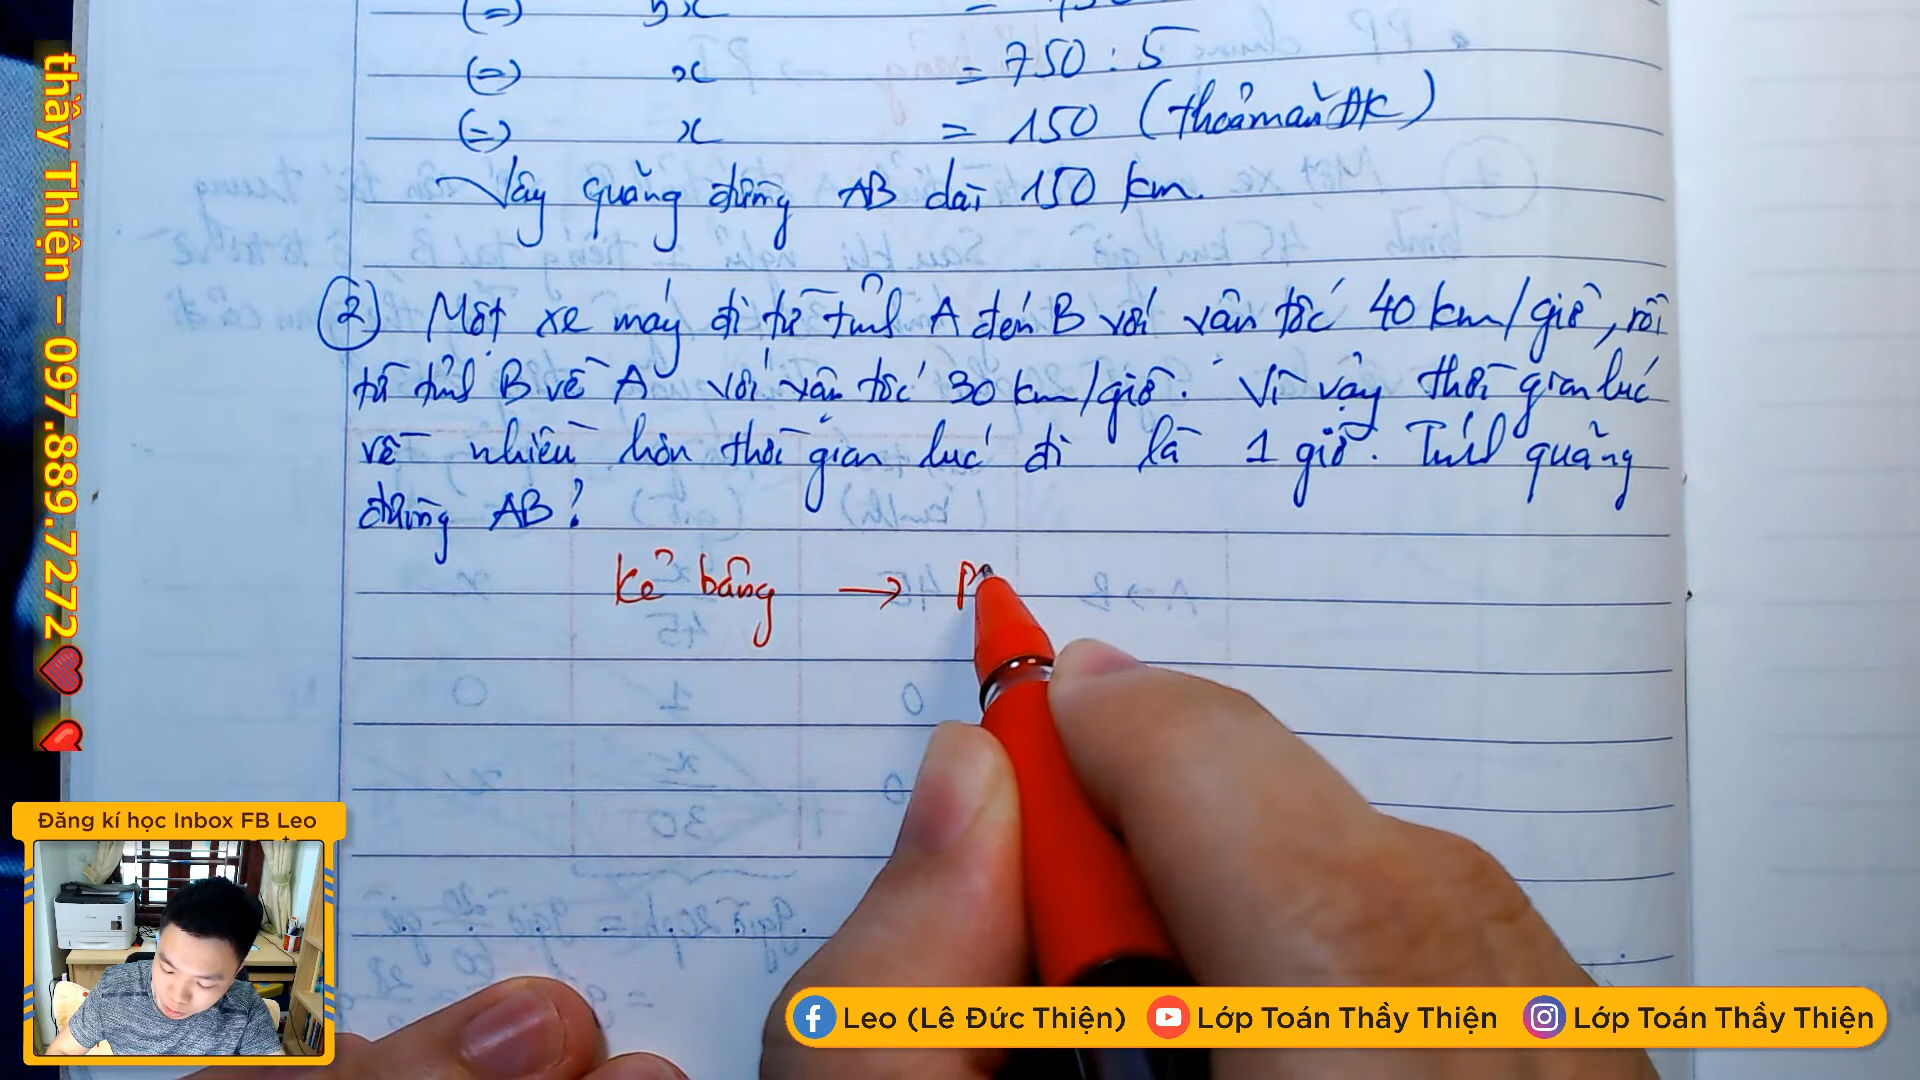 (=) 5x = 750
(=) x = 750 : 5
(=) x = 150 (thỏa mãn ĐK)
Vậy quãng đường AB dài 150 km.
② Một xe máy đi từ tỉnh A đến B với vận tốc 40 km/giờ, rồi
từ tỉnh B về A với vận tốc 30 km/giờ. Vì vậy thời gian lúc
về nhiều hơn thời gian lúc đi là 1 giờ. Tính quãng
đường AB?
Kẻ bảng → P
thầy Thiện – 097.889.7272
Đăng kí học Inbox FB Leo
Leo (Lê Đức Thiện) Lớp Toán Thầy Thiện Lớp Toán Thầy Thiện